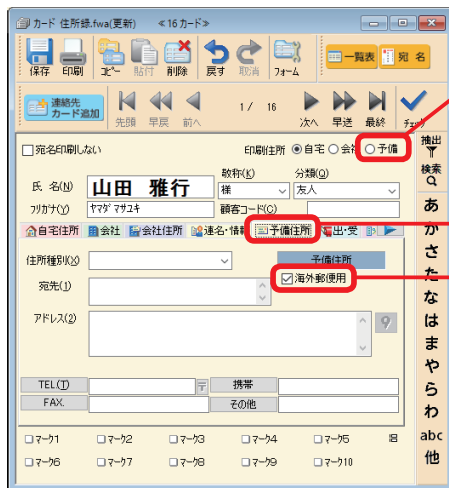 カード 住所録.fwa(更新) ≪16カード≫
保存 印刷 コピー 貼付 削除 戻す 取消 フォルダ 一覧表 宛名
連絡先
カード追加
先頭 早戻 前へ 1/ 16 次へ 早送 最終 チェック
宛名印刷しない 印刷住所 自宅 会社 予備
抽出
検索
敬称(K) 分類(Q)
氏 名(N) 山田 雅行 様 友人
フリガナ(Y) ヤマダ マサユキ 顧客コード(C)
自宅住所 会社 会社住所 連名・情報 予備住所 出・受
住所種別(X) 予備住所
宛先(1) 海外郵便用
アドレス(2)
TEL(T) 〒 携帯
FAX. その他
マーク1 マーク2 マーク3 マーク4 マーク5
マーク6 マーク7 マーク8 マーク9 マーク10
あ
か
さ
た
な
は
ま
や
ら
わ
abc
他